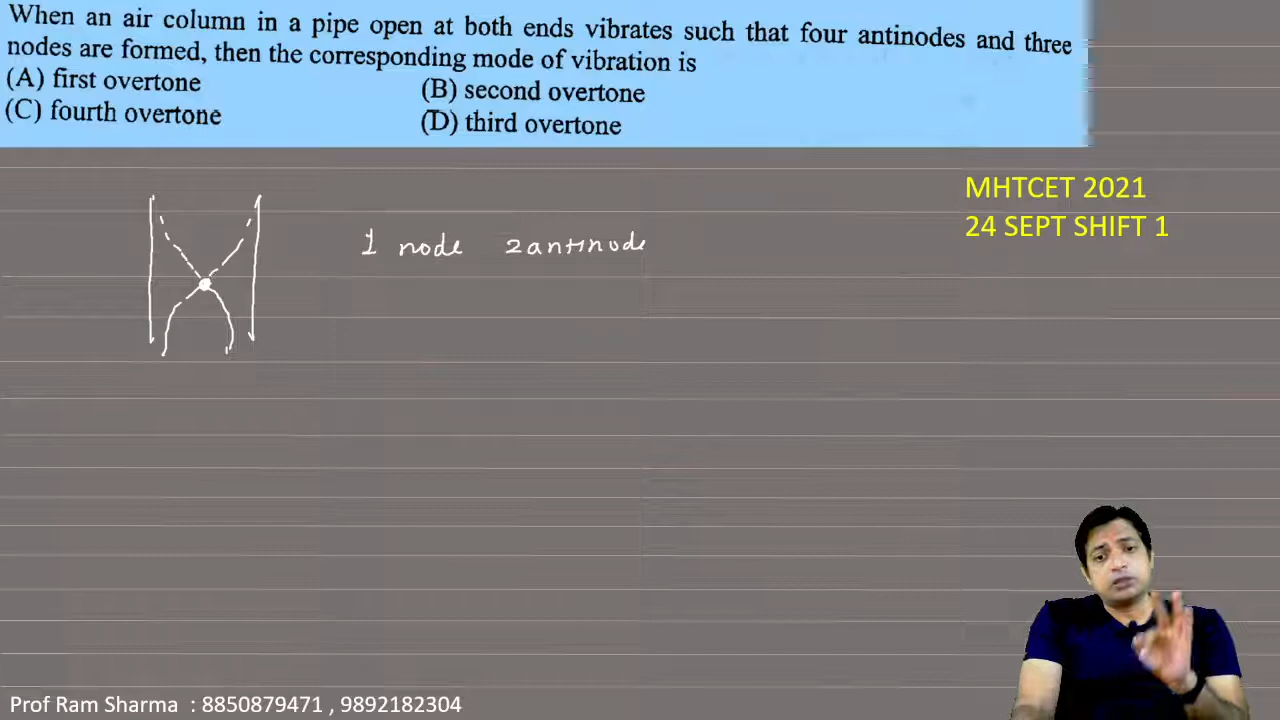 When an air column in a pipe open at both ends vibrates such that four antinodes and three
nodes are formed, then the corresponding mode of vibration is
(A) first overtone (B) second overtone
(C) fourth overtone (D) third overtone
MHTCET 2021
24 SEPT SHIFT 1
1 node 2 antinode
Prof Ram Sharma : 8850879471 , 9892182304